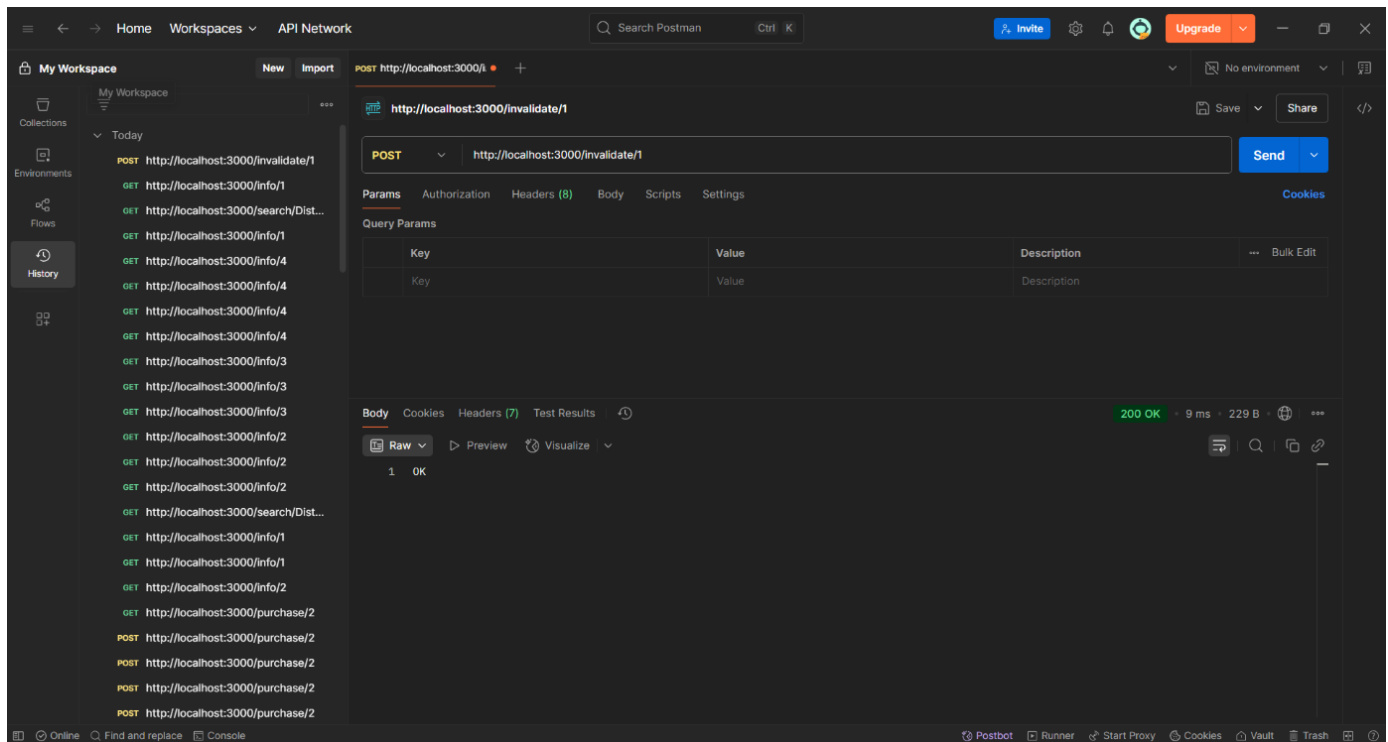 Home Workspaces API Network Search Postman Ctrl K Invite Upgrade
My Workspace New Import POST http://localhost:3000/i. No environment
My Workspace
http://localhost:3000/invalidate/1 Save Share
Collections
Today
POST http://localhost:3000/invalidate/1
POST http://localhost:3000/invalidate/1 Send
Environments
GET http://localhost:3000/info/1
Params Authorization Headers (8) Body Scripts Settings Cookies
GET http://localhost:3000/search/Dist...
Flows
Query Params
GET http://localhost:3000/info/1
Key Value Description Bulk Edit
GET http://localhost:3000/info/4
History
Key Value Description
GET http://localhost:3000/info/4
GET http://localhost:3000/info/4
GET http://localhost:3000/info/4
GET http://localhost:3000/info/3
GET http://localhost:3000/info/3
GET http://localhost:3000/info/3
Body Cookies Headers (7) Test Results 200 OK 9 ms 229 B
GET http://localhost:3000/info/2
Raw Preview Visualize
GET http://localhost:3000/info/2
1 OK
GET http://localhost:3000/info/2
GET http://localhost:3000/search/Dist...
GET http://localhost:3000/info/1
GET http://localhost:3000/info/1
GET http://localhost:3000/info/2
GET http://localhost:3000/purchase/2
POST http://localhost:3000/purchase/2
POST http://localhost:3000/purchase/2
POST http://localhost:3000/purchase/2
POST http://localhost:3000/purchase/2
Online Find and replace Console Postbot Runner Start Proxy Cookies Vault Trash